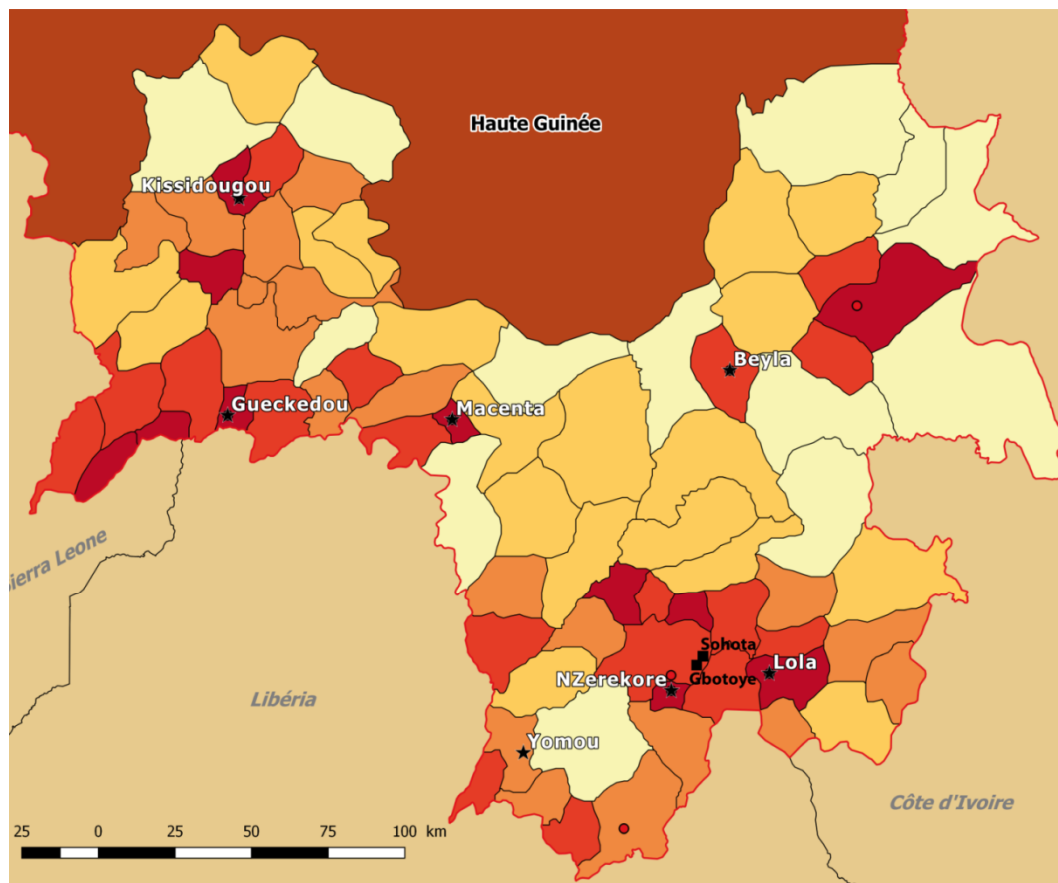 Haute Guinée
Kissidougou
Beyla
Gueckedou
Macenta
Sierra Leone
Sohota
Lola
NZerekore
Gbotoye
Libéria
Yomou
Côte d'Ivoire
25 0 25 50 75 100 km